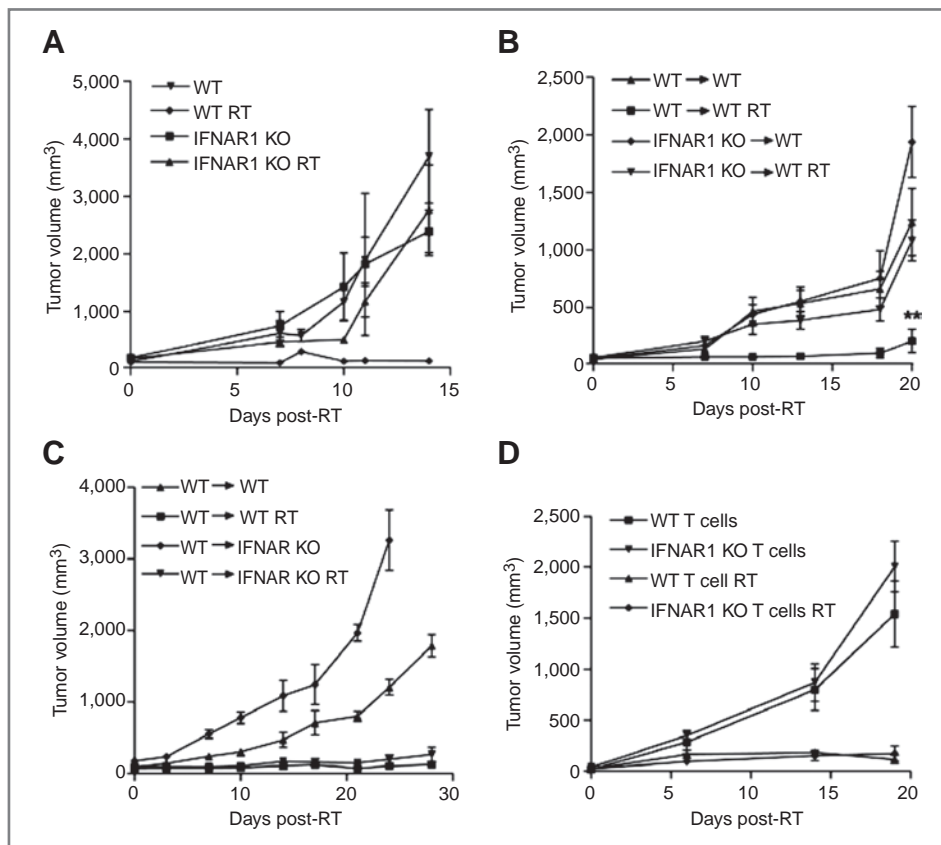 A
Tumor volume (mm3)
5,000
4,000
3,000
2,000
1,000
0
0 5 10 15
Days post-RT
WT
WT RT
IFNAR1 KO
IFNAR1 KO RT
B
Tumor volume (mm3)
2,500
2,000
1,500
1,000
500
0
0 5 10 15 20
Days post-RT
WT → WT
WT → WT RT
IFNAR1 KO → WT
IFNAR1 KO → WT RT
**
C
Tumor volume (mm3)
4,000
3,000
2,000
1,000
0
0 10 20 30
Days post-RT
WT → WT
WT → WT RT
WT → IFNAR KO
WT → IFNAR KO RT
D
Tumor volume (mm3)
2,500
2,000
1,500
1,000
500
0
0 5 10 15 20
Days post-RT
WT T cells
IFNAR1 KO T cells
WT T cell RT
IFNAR1 KO T cells RT